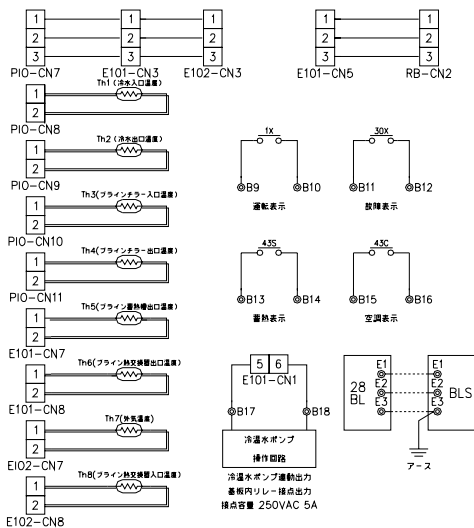 1 1 1
2 2 2
3 3 3
PIO-CN7 E101-CN3 E102-CN3
1 1
2 2
3 3
E101-CN5 RB-CN2
Th1 (冷水入口温度)
1
2
PIO-CN8
Th2 (冷水出口温度)
1
2
PIO-CN9
Th3(ブラインチラー入口温度)
1
2
PIO-CN10
Th4(ブラインチラー出口温度)
1
2
PIO-CN11
Th5(ブライン蓄熱槽出口温度)
1
2
E101-CN7
Th6(ブライン熱交換器出口温度)
1
2
E101-CN8
Th7(外気温度)
1
2
EIO2-CN7
Th8(ブライン熱交換器入口温度)
1
2
E102-CN8
1X
B9 B10
運転表示
30X
B11 B12
故障表示
43S
B13 B14
蓄熱表示
43C
B15 B16
空調表示
5 6
E101-CN1
B17 B18
冷温水ポンプ
操作回路
冷温水ポンプ連動出力
基板内リレー接点出力
接点容量 250VAC 5A
E1 E1
E2 E2
E3 E3
28
BL
BLS
アース